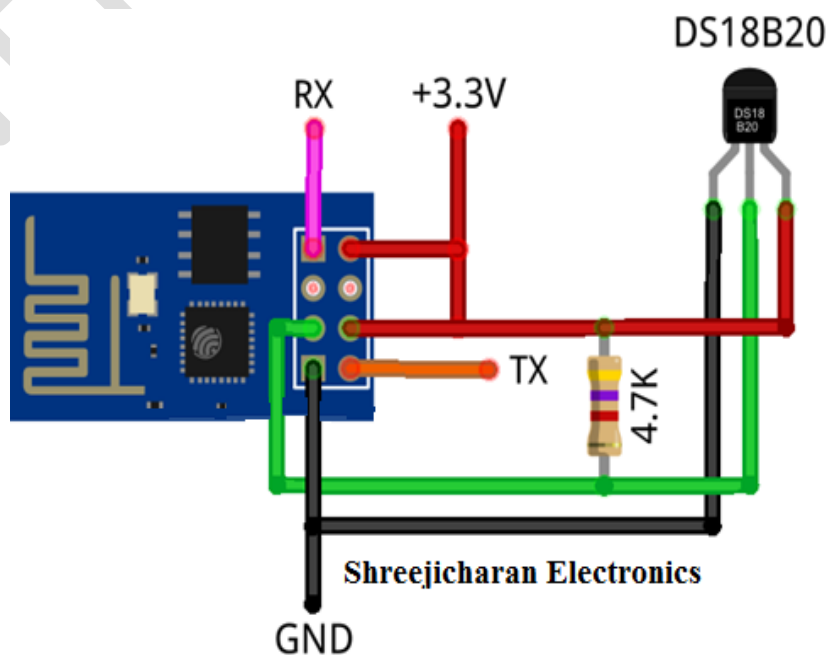 DS18B20
RX
+3.3V
DS18
B20
TX
4.7K
Shreejicharan Electronics
GND